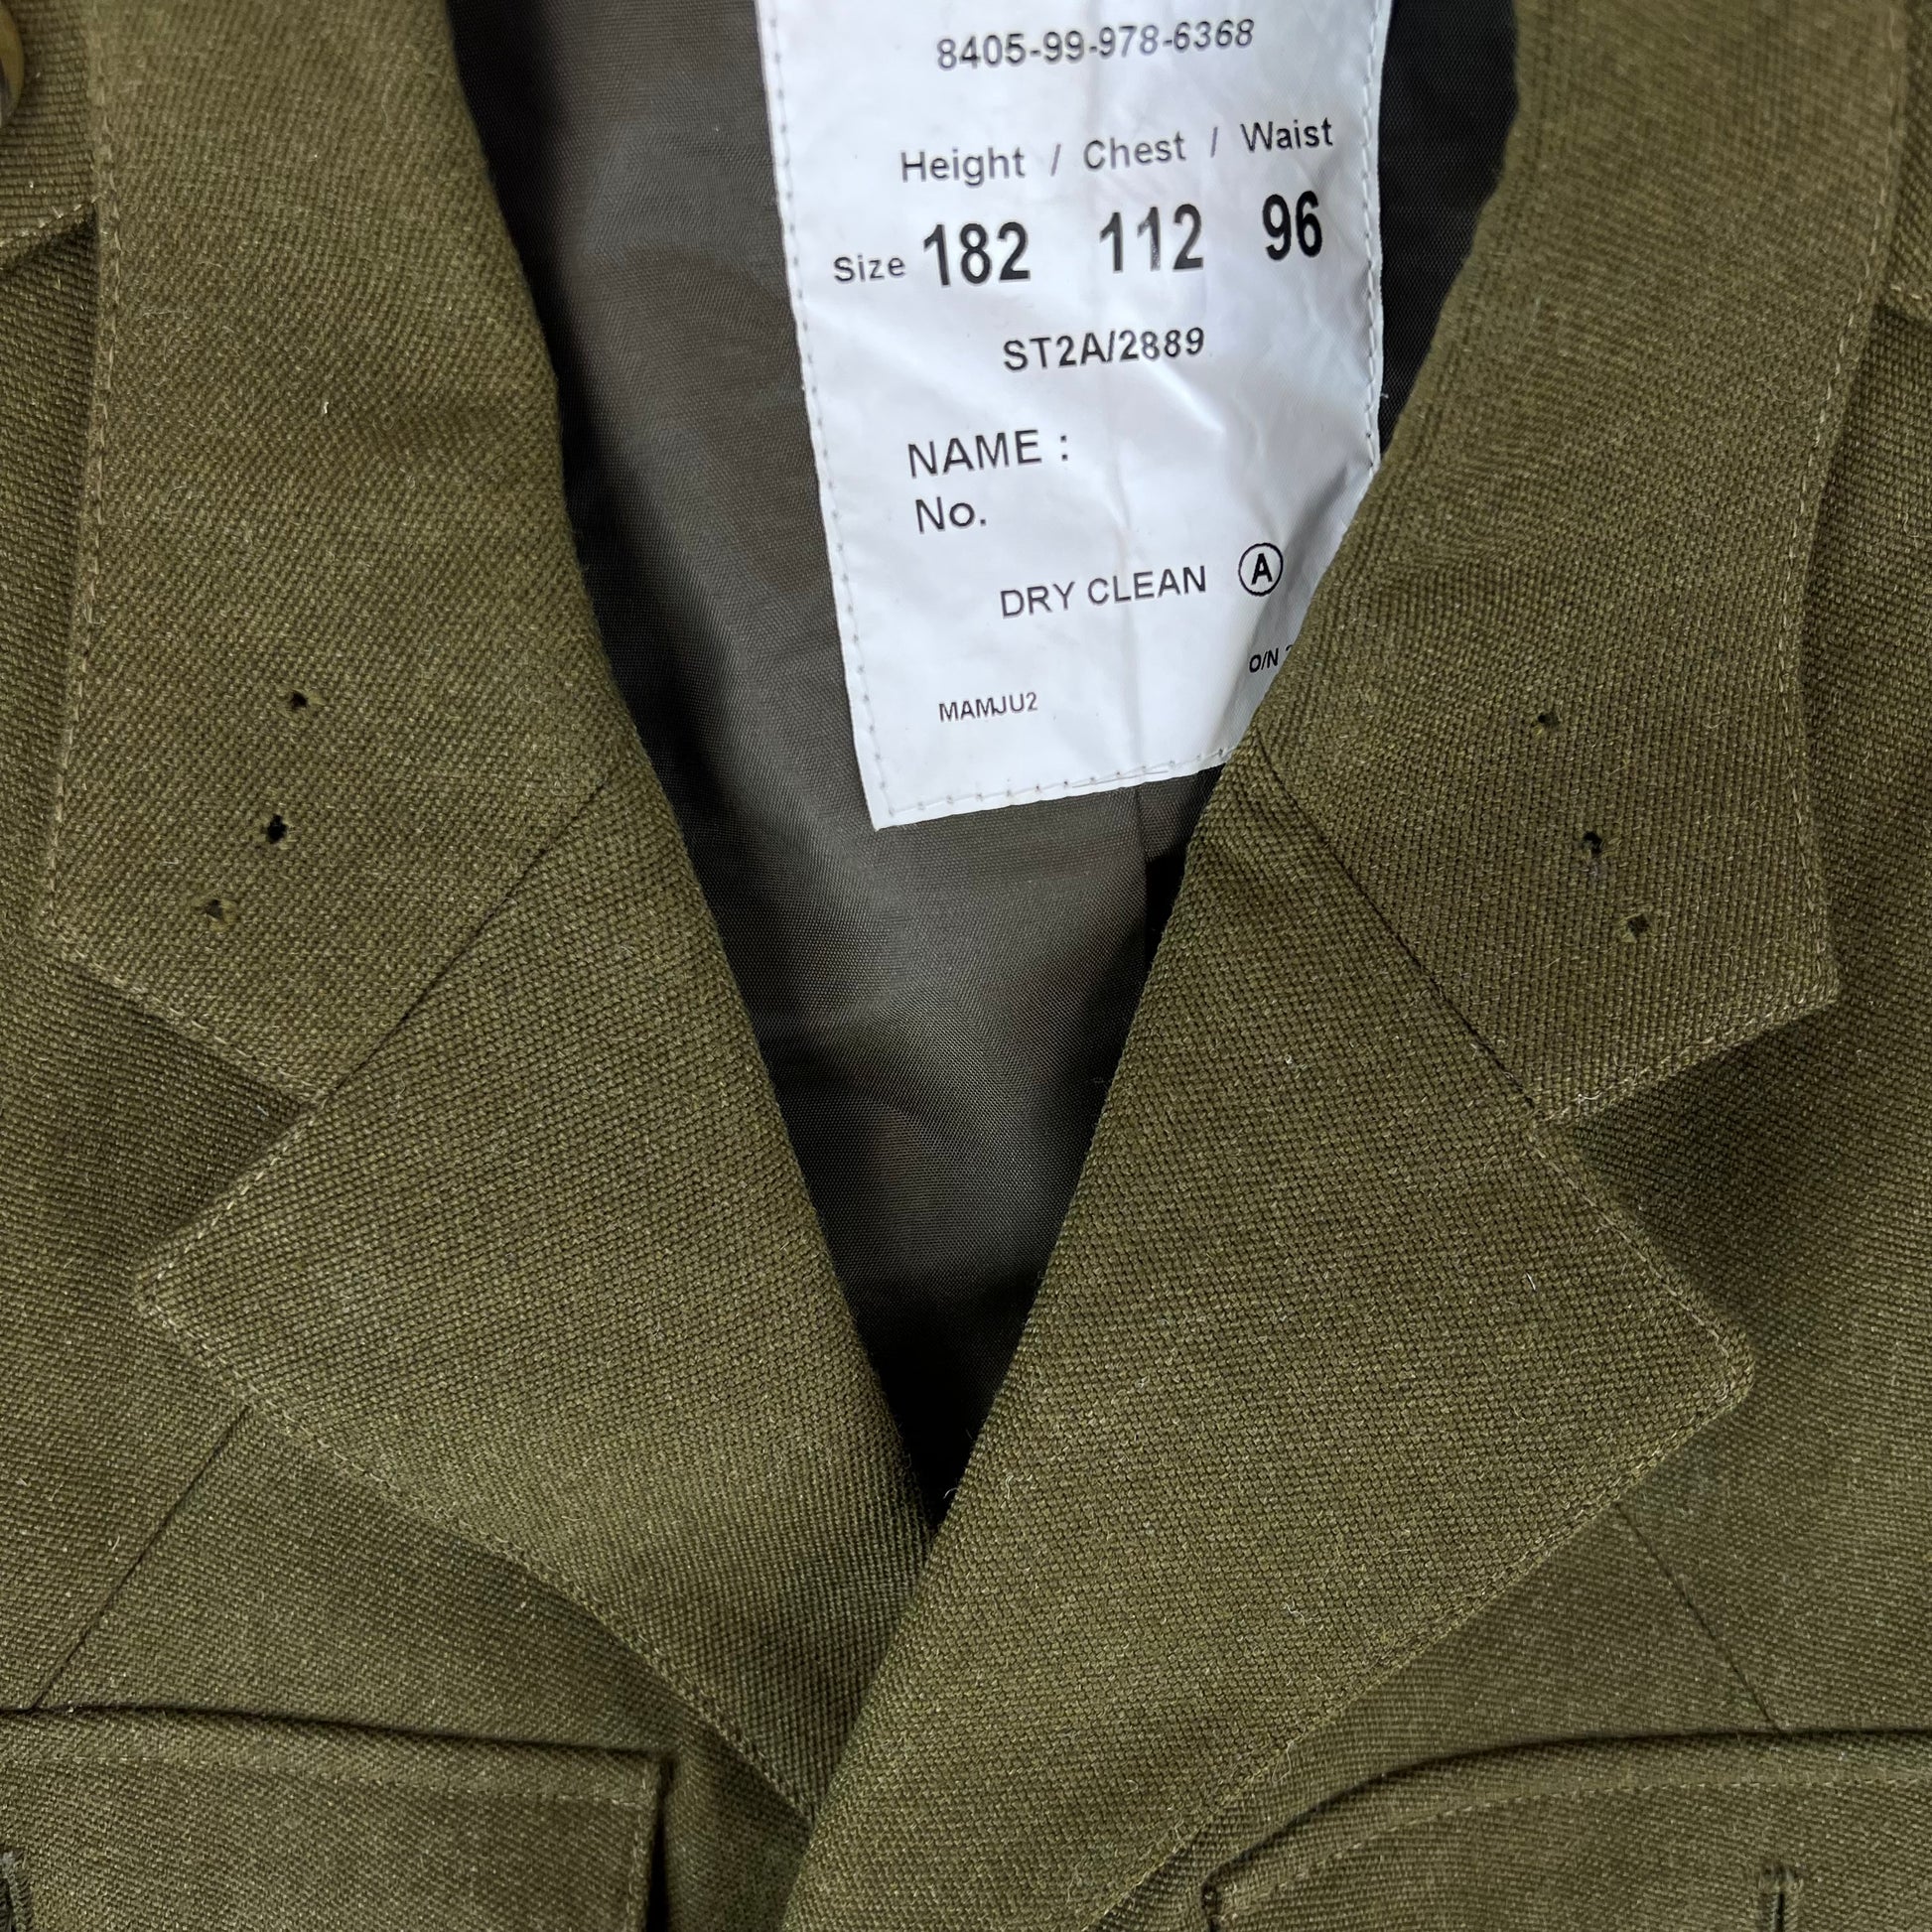 8405-99-978-6368
Height / Chest / Waist
Size 182 112 96
ST2A/2889
NAME :
No.
DRY CLEAN Ⓐ
O/N
MAMJU2